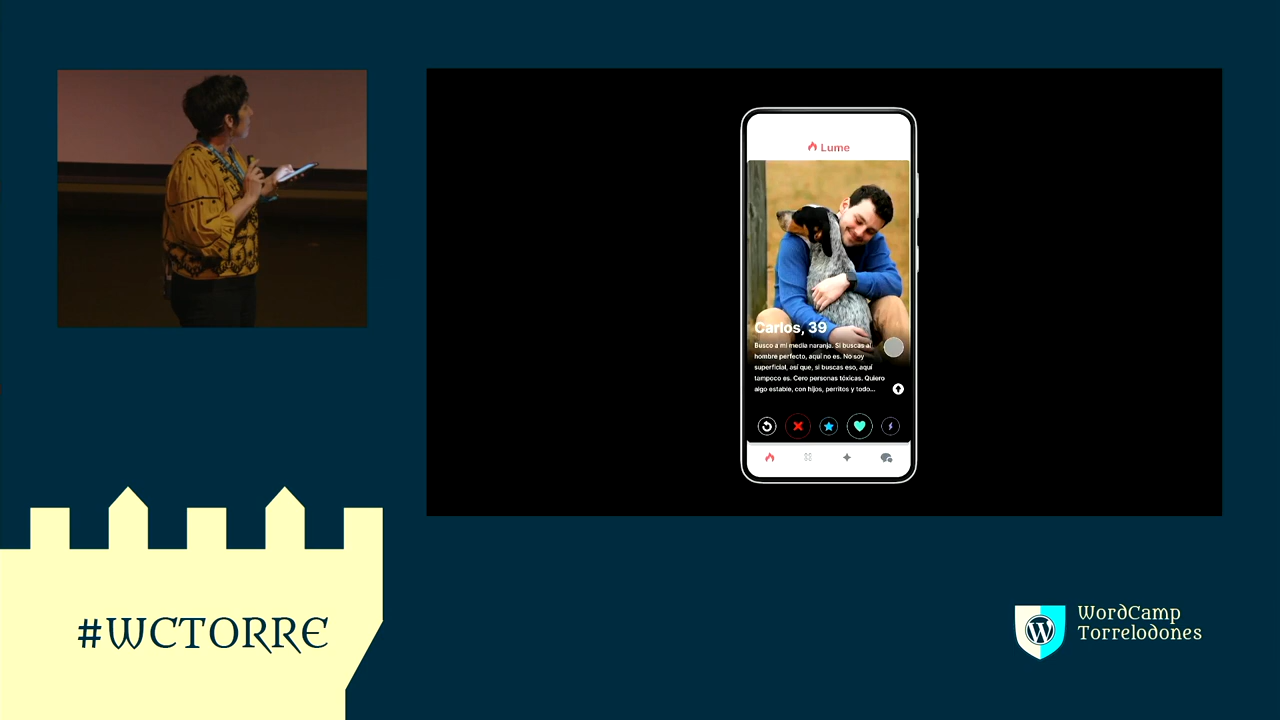 Lume
Carlos, 39
Busco a mi media naranja. Si buscas al
hombre perfecto, aquí no es. No soy
superficial, así que, si buscas eso, aquí
tampoco es. Cero personas tóxicas. Quiero
algo estable, con hijos, perritos y todo...
#WCTORRE
WordCamp
Torrelodones